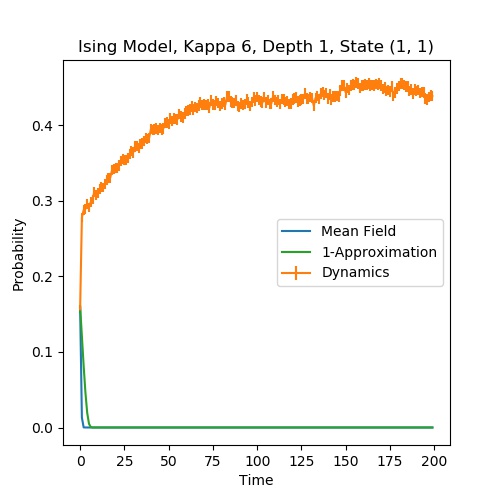 Ising Model, Kappa 6, Depth 1, State (1, 1)
Probability
0.4
0.3
0.2
0.1
0.0
Mean Field
1-Approximation
Dynamics
0 25 50 75 100 125 150 175 200
Time